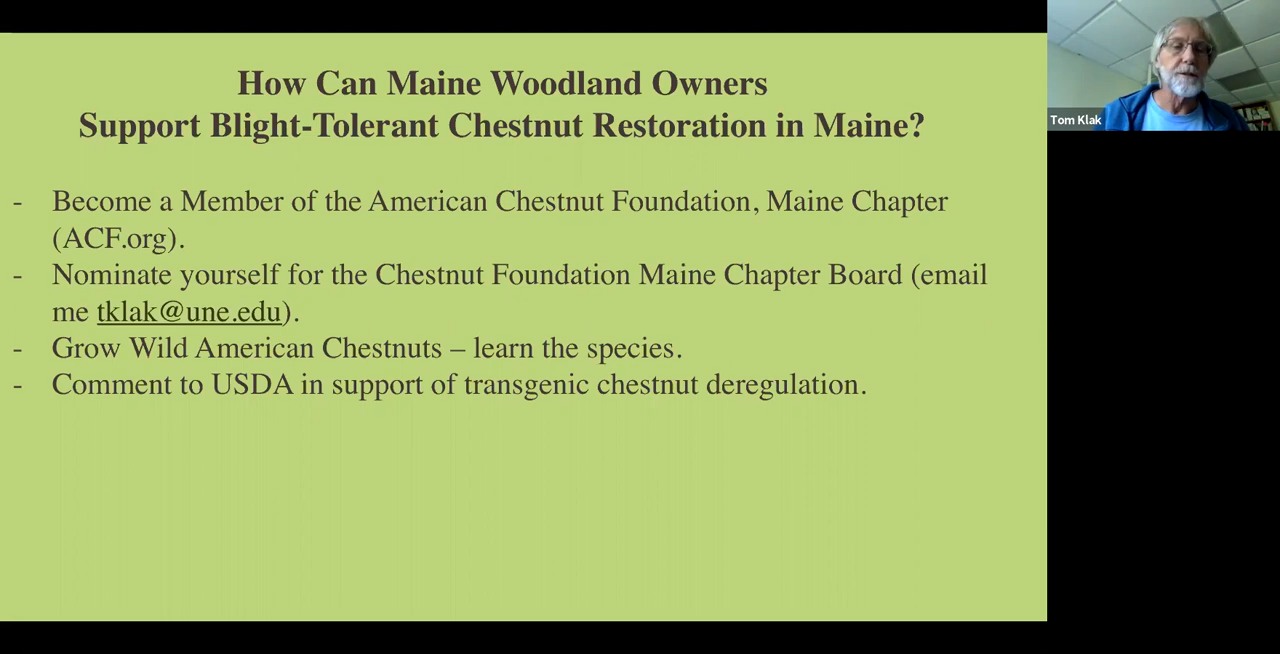 How Can Maine Woodland Owners
Support Blight-Tolerant Chestnut Restoration in Maine?
- Become a Member of the American Chestnut Foundation, Maine Chapter
(ACF.org).
- Nominate yourself for the Chestnut Foundation Maine Chapter Board (email
me tklak@une.edu).
- Grow Wild American Chestnuts – learn the species.
- Comment to USDA in support of transgenic chestnut deregulation.
Tom Klak